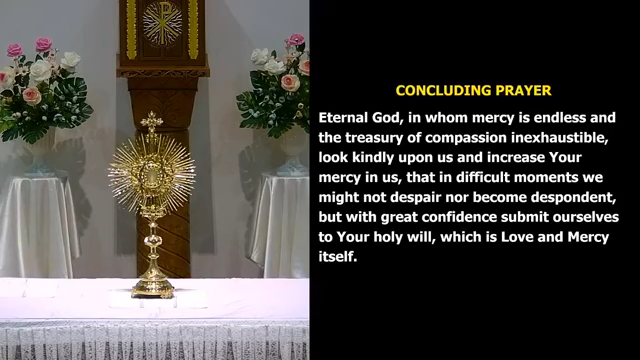 CONCLUDING PRAYER
Eternal God, in whom mercy is endless and
the treasury of compassion inexhaustible,
look kindly upon us and increase Your
mercy in us, that in difficult moments we
might not despair nor become despondent,
but with great confidence submit ourselves
to Your holy will, which is Love and Mercy
itself.